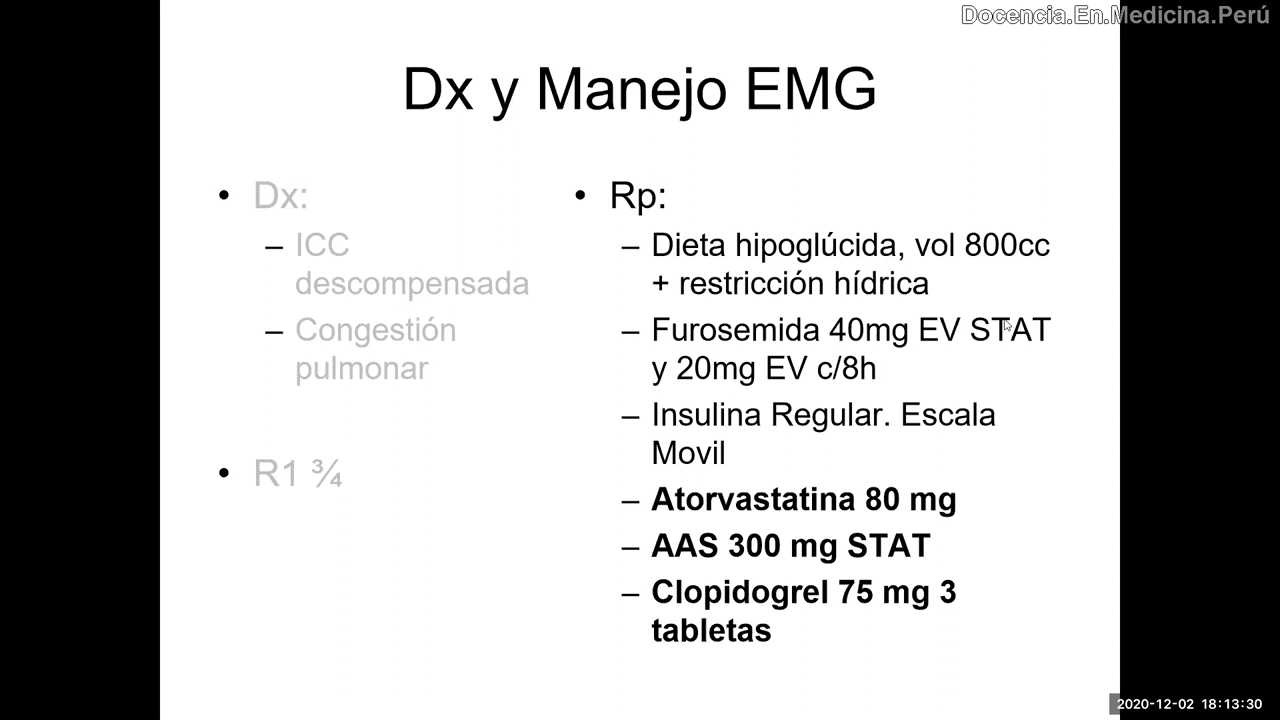 Docencia.En.Medicina.Perú
Dx y Manejo EMG
• Dx:
– ICC
descompensada
– Congestión
pulmonar
• R1 ¾
• Rp:
– Dieta hipoglúcida, vol 800cc
+ restricción hídrica
– Furosemida 40mg EV STAT
y 20mg EV c/8h
– Insulina Regular. Escala
Movil
– Atorvastatina 80 mg
– AAS 300 mg STAT
– Clopidogrel 75 mg 3
tabletas
2020-12-02 18:13:30